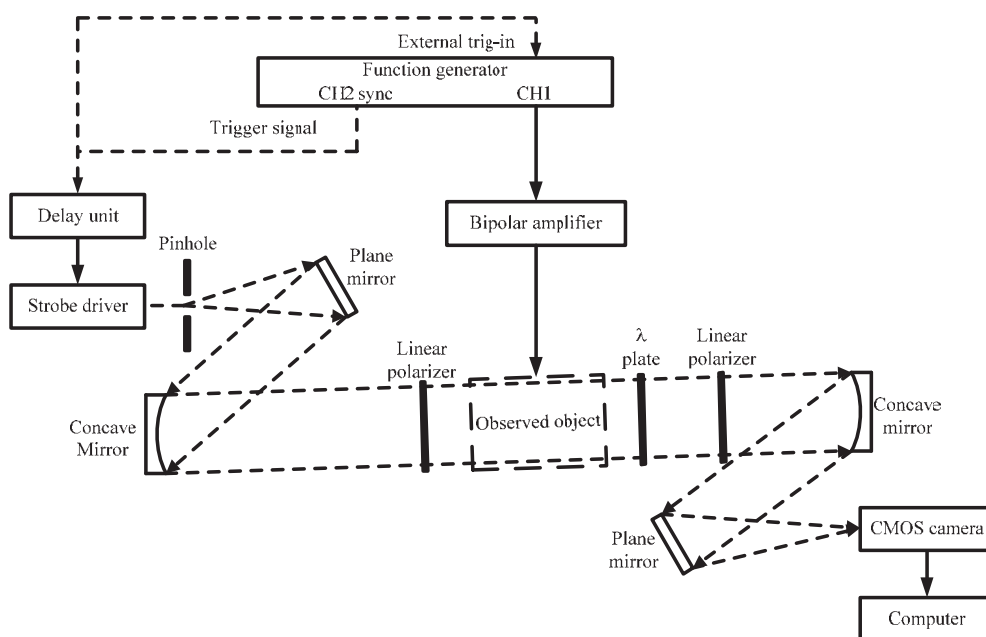 External trig-in
Function generator
CH2 sync
CH1
Trigger signal
Delay unit
Bipolar amplifier
Pinhole
Plane
mirror
Strobe driver
Linear
polarizer
λ
plate
Linear
polarizer
Concave
Mirror
Observed object
Concave
mirror
Plane
mirror
CMOS camera
Computer